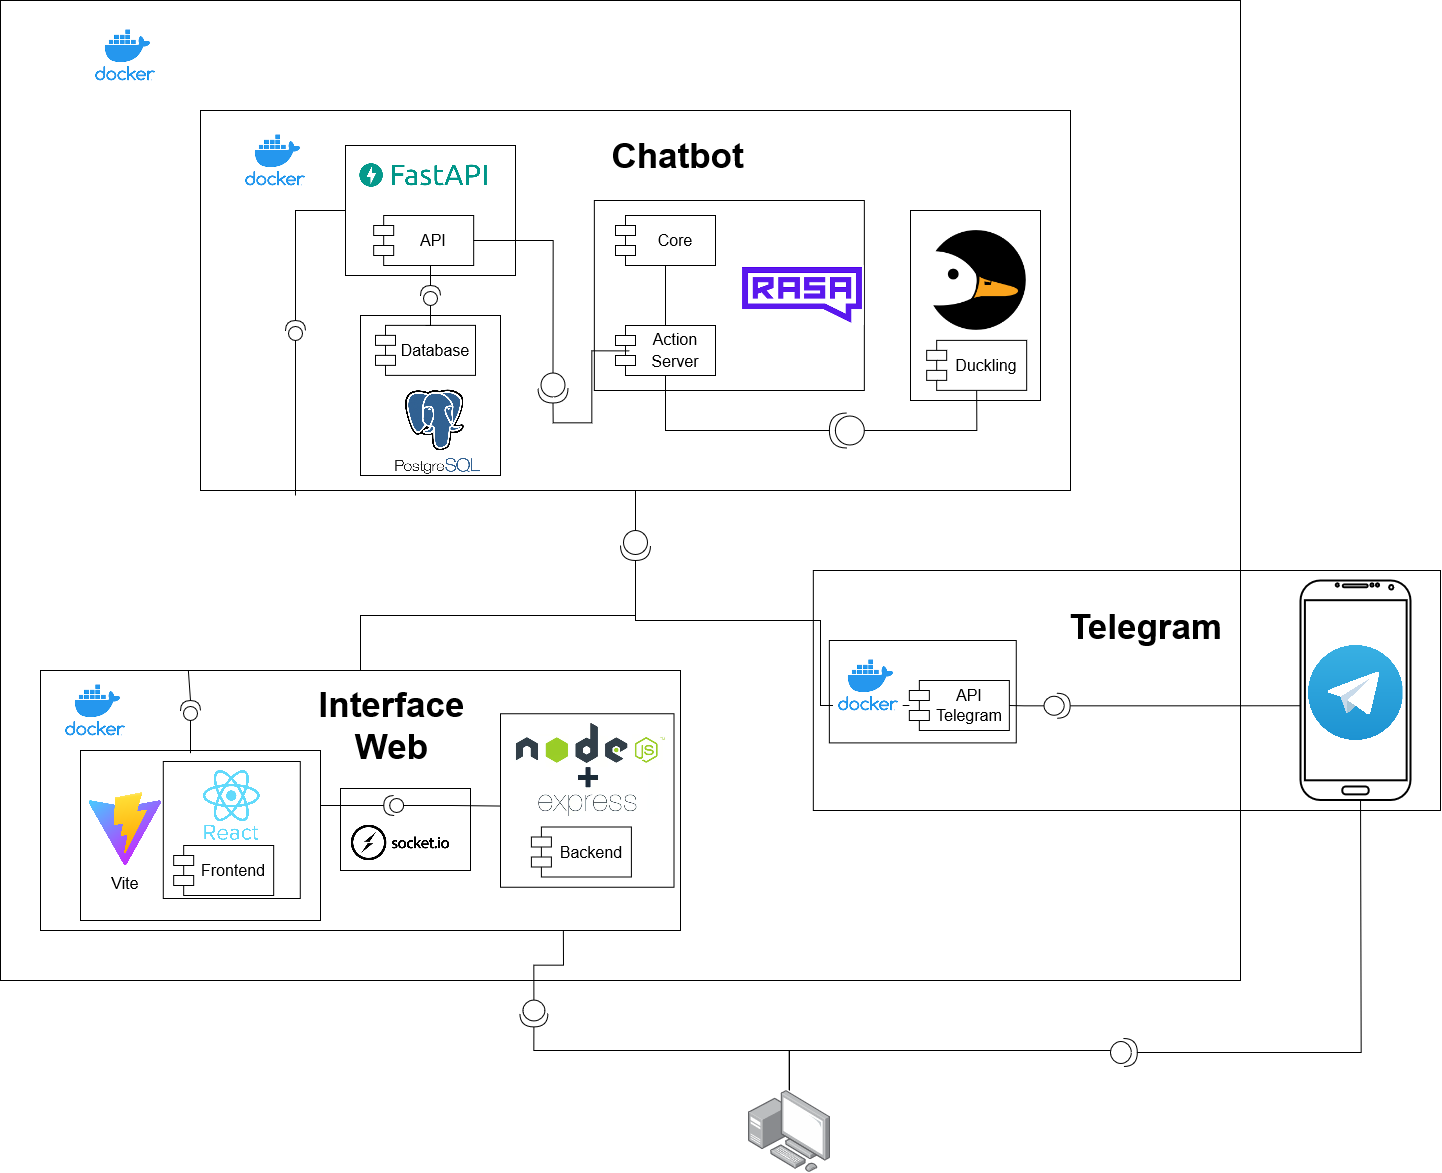 docker
docker
FastAPI
API
Chatbot
Core
RASA
Action
Server
Database
PostgreSQL
Duckling
Telegram
docker
API
Telegram
docker
Interface
Web
node
JS
+
express
Backend
React
Frontend
Vite
socket.io